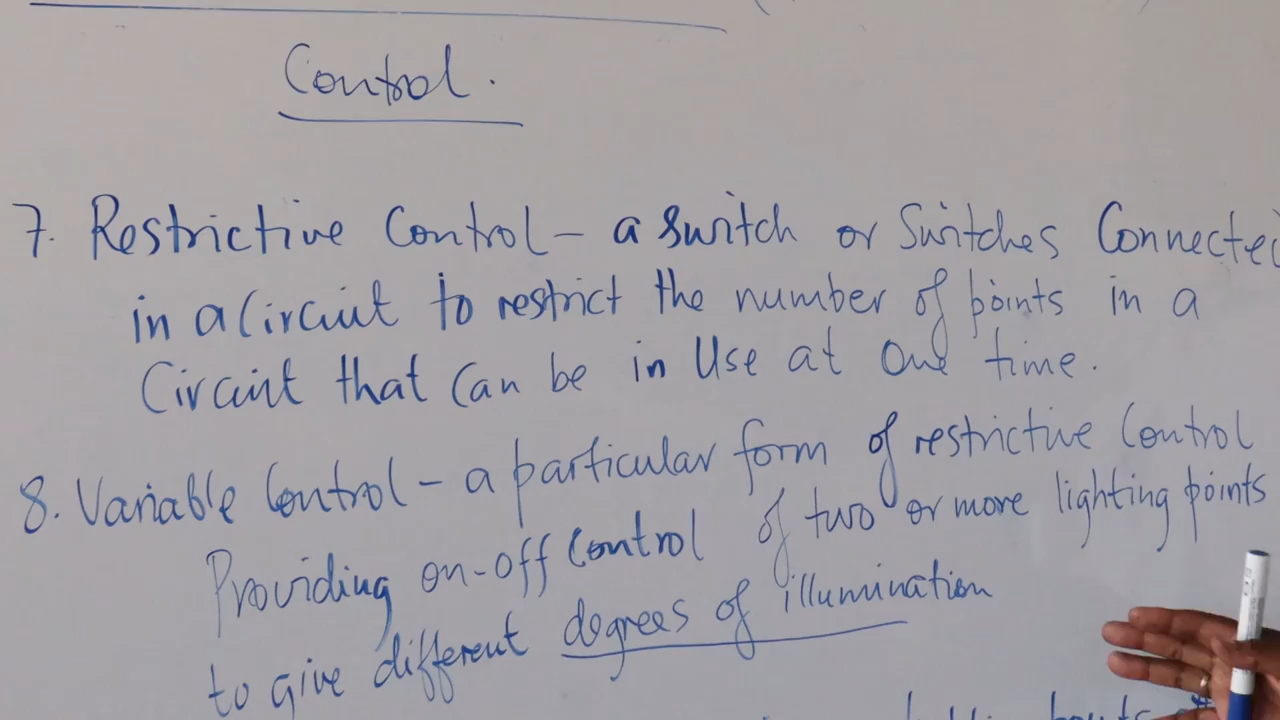 Control.
7. Restrictive Control - a switch or Switches Connected
in a Circuit to restrict the number of points in a
Circuit that Can be in Use at One time.
8. Variable Control - a particular form of restrictive Control
Providing on-off Control of two or more lighting points
to give different degrees of illumination